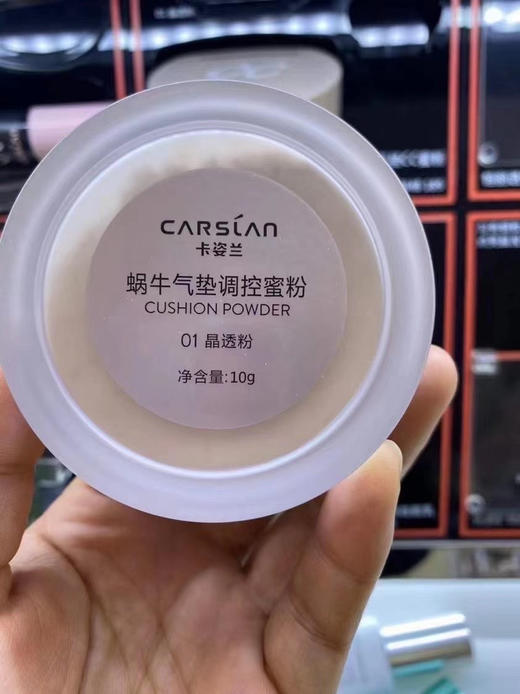 CARSLAN
卡姿兰
蜗牛气垫调控蜜粉
CUSHION POWDER
01 晶透粉
净含量:10g